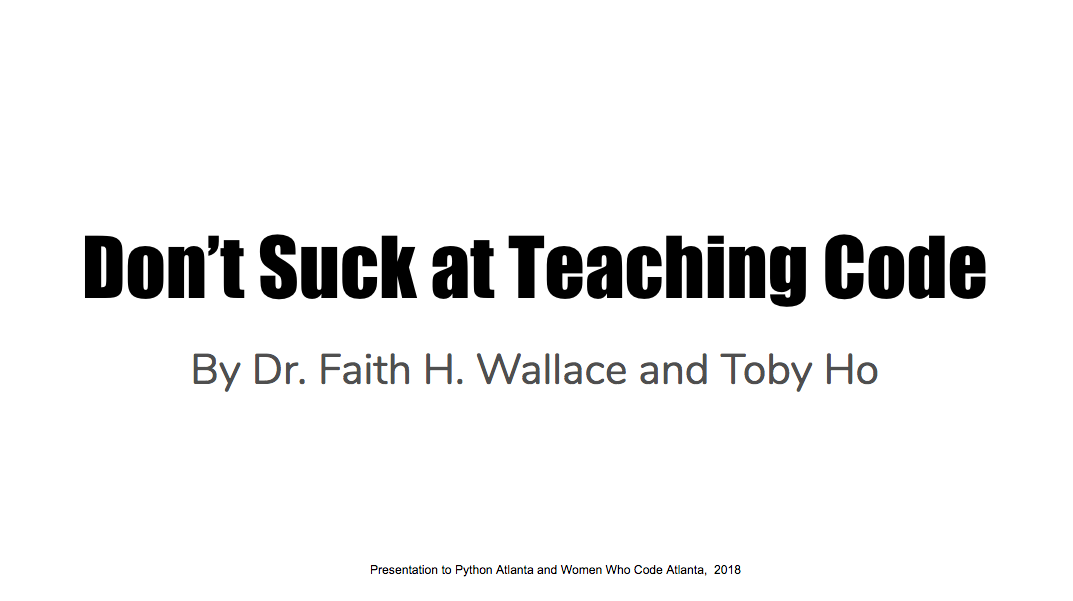 Don’t Suck at Teaching Code
By Dr. Faith H. Wallace and Toby Ho
Presentation to Python Atlanta and Women Who Code Atlanta,  2018